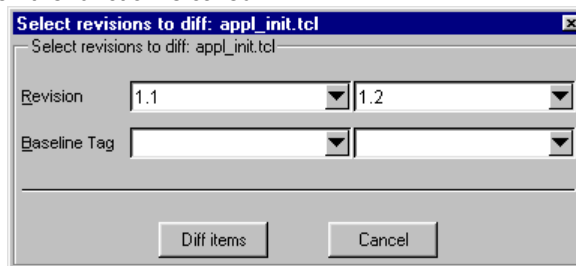 Select revisions to diff: appl_init.tcl
Select revisions to diff: appl_init.tcl
Revision 1.1 1.2
Baseline Tag
Diff items Cancel